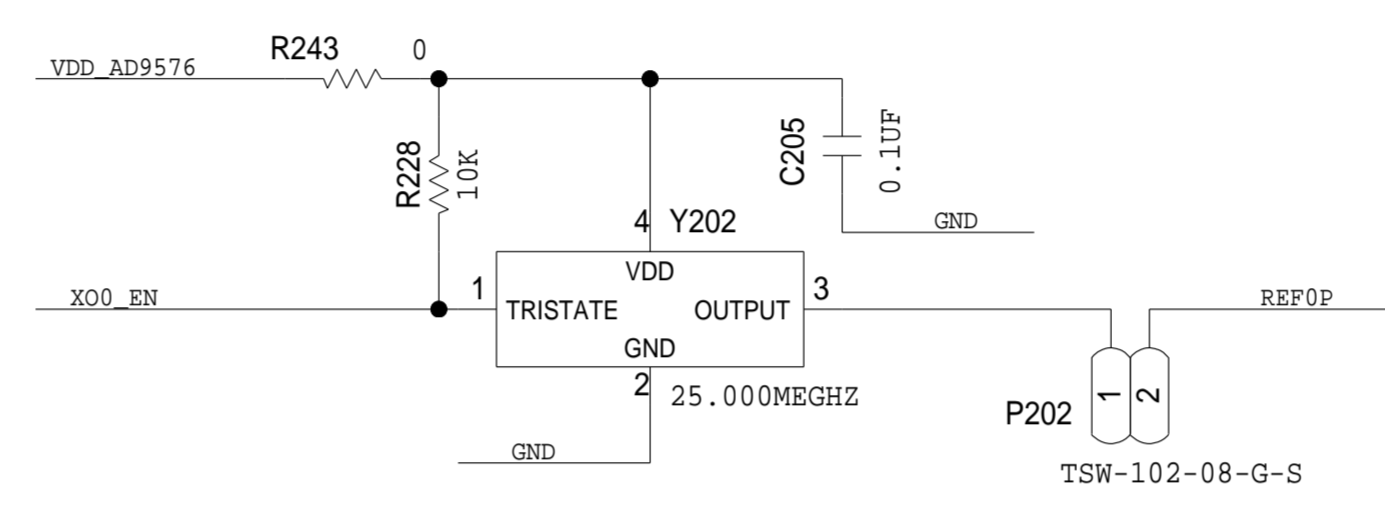 R243 0
VDD_AD9576
R228
10K
C205
0.1UF
GND
4 Y202
VDD
XO0_EN
1
TRISTATE OUTPUT
3
REF0P
GND
2
25.000MEGHZ
GND
P202
1
2
TSW-102-08-G-S